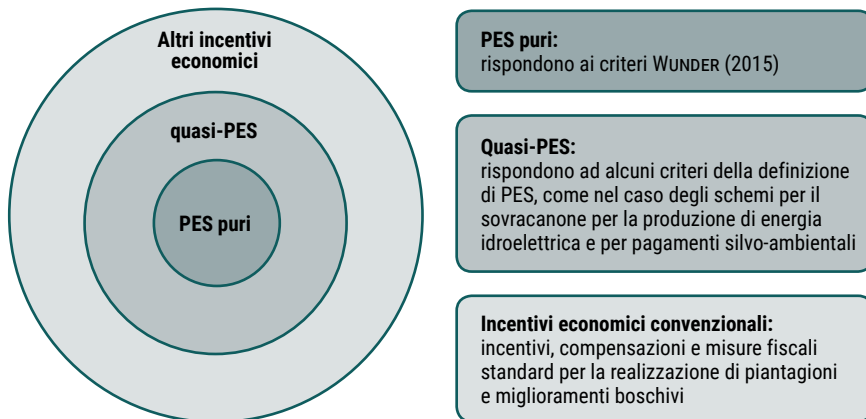 Altri incentivi
economici
quasi-PES
PES puri
PES puri:
rispondono ai criteri WUNDER (2015)
Quasi-PES:
rispondono ad alcuni criteri della definizione
di PES, come nel caso degli schemi per il
sovracanone per la produzione di energia
idroelettrica e per pagamenti silvo-ambientali
Incentivi economici convenzionali:
incentivi, compensazioni e misure fiscali
standard per la realizzazione di piantagioni
e miglioramenti boschivi